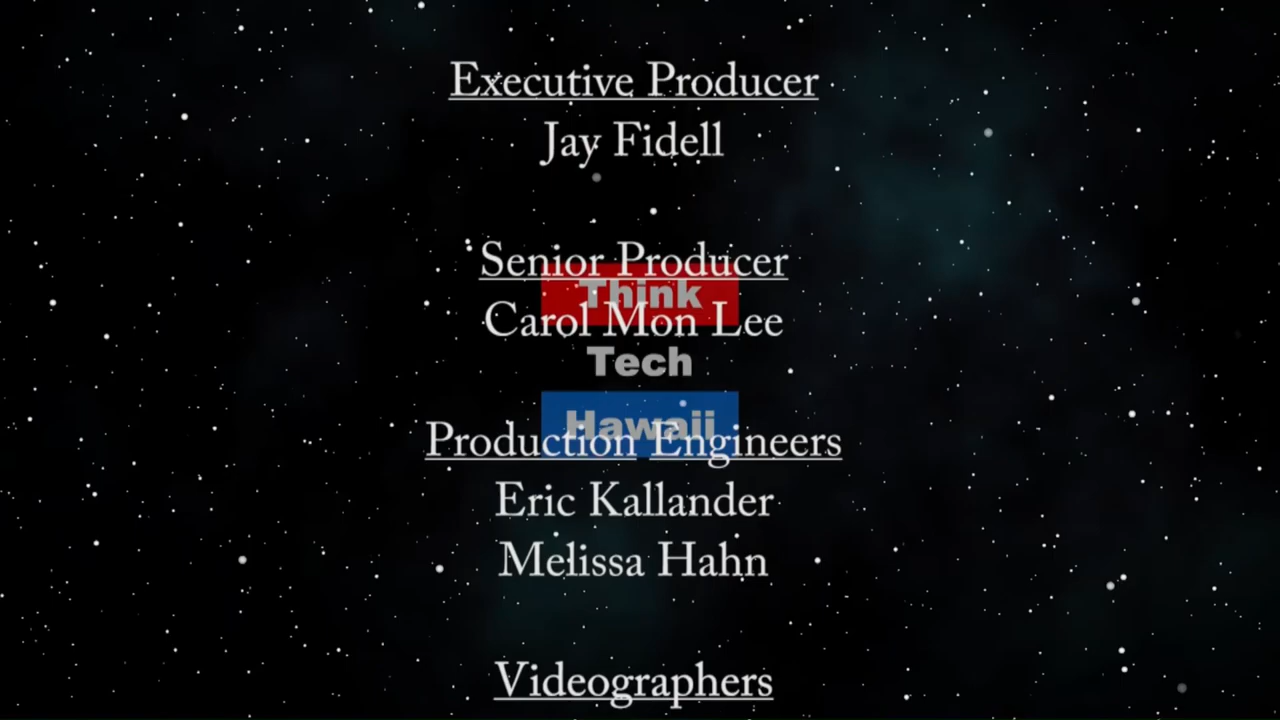 Executive Producer
Jay Fidell
Senior Producer
Think
Carol Mon Lee
Tech
Hawaii
Production Engineers
Eric Kallander
Melissa Hahn
Videographers